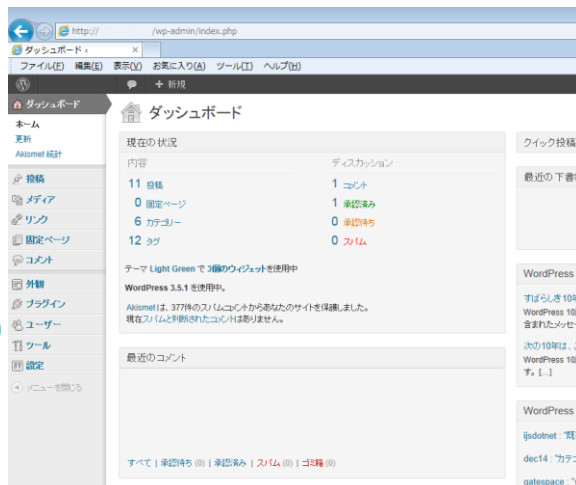 http://
/wp-admin/index.php
ダッシュボード ‹
×
ファイル(F) 編集(E) 表示(V) お気に入り(A) ツール(T) ヘルプ(H)
+ 新規
ダッシュボード
ホーム
更新
Akismet 統計
投稿
メディア
リンク
固定ページ
コメント
外観
プラグイン
ユーザー
ツール
設定
メニューを閉じる
ダッシュボード
現在の状況
内容
ディスカッション
11 投稿
1 コメント
0 固定ページ
1 承認済み
6 カテゴリー
0 承認待ち
12 タグ
0 スパム
テーマ Light Green で 3個のウィジェットを使用中
WordPress 3.5.1 を使用中。
Akismet は、377件のスパムコメントからあなたのサイトを保護しました。
現在スパムと判断されたコメントはありません。
最近のコメント
すべて | 承認待ち (0) | 承認済み | スパム (0) | ゴミ箱 (0)
クイック投稿
最近の下書
WordPress
すばらしき10年
WordPress 10
含まれたメッセ
次の10年は、
WordPress 10
す。[...]
WordPress
ijsdotnet : "既
dec14 : "カテゴ
gatespace : "